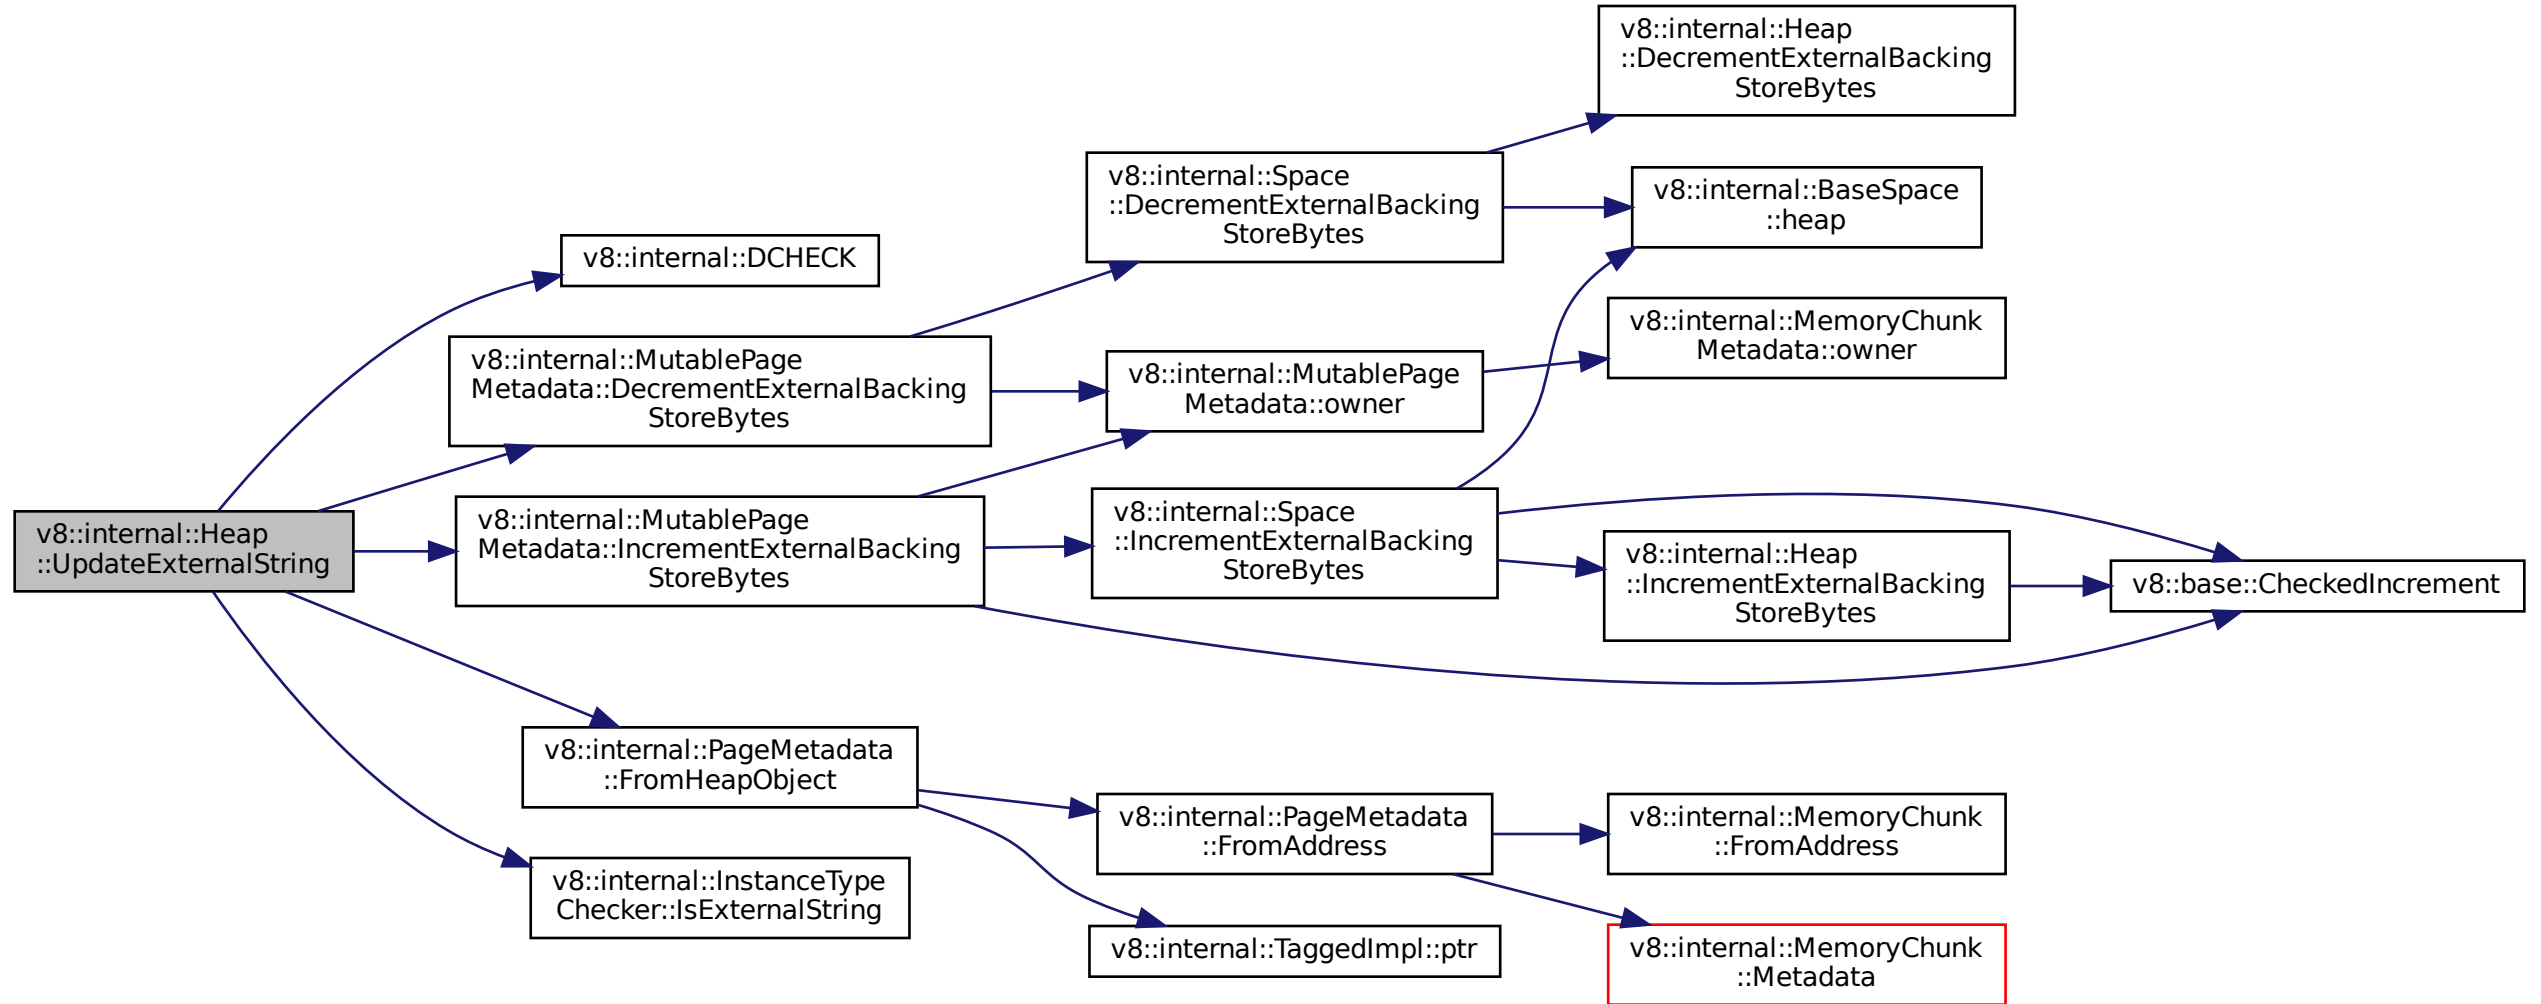 v8::internal::Heap
::UpdateExternalString
v8::internal::DCHECK
v8::internal::MutablePage
Metadata::DecrementExternalBacking
StoreBytes
v8::internal::MutablePage
Metadata::IncrementExternalBacking
StoreBytes
v8::internal::PageMetadata
::FromHeapObject
v8::internal::InstanceType
Checker::IsExternalString
v8::internal::Space
::DecrementExternalBacking
StoreBytes
v8::internal::MutablePage
Metadata::owner
v8::internal::Space
::IncrementExternalBacking
StoreBytes
v8::internal::PageMetadata
::FromAddress
v8::internal::TaggedImpl::ptr
v8::internal::Heap
::DecrementExternalBacking
StoreBytes
v8::internal::BaseSpace
::heap
v8::internal::MemoryChunk
Metadata::owner
v8::internal::Heap
::IncrementExternalBacking
StoreBytes
v8::internal::MemoryChunk
::FromAddress
v8::internal::MemoryChunk
::Metadata
v8::base::CheckedIncrement